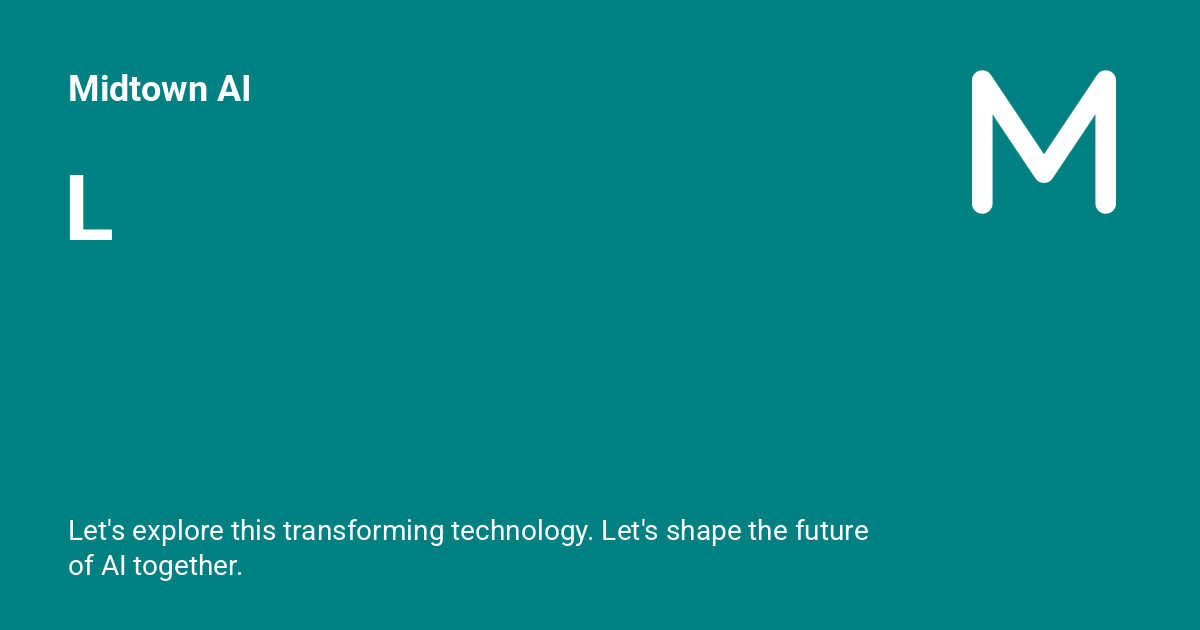 Midtown AI
M
L
Let's explore this transforming technology. Let's shape the future
of AI together.